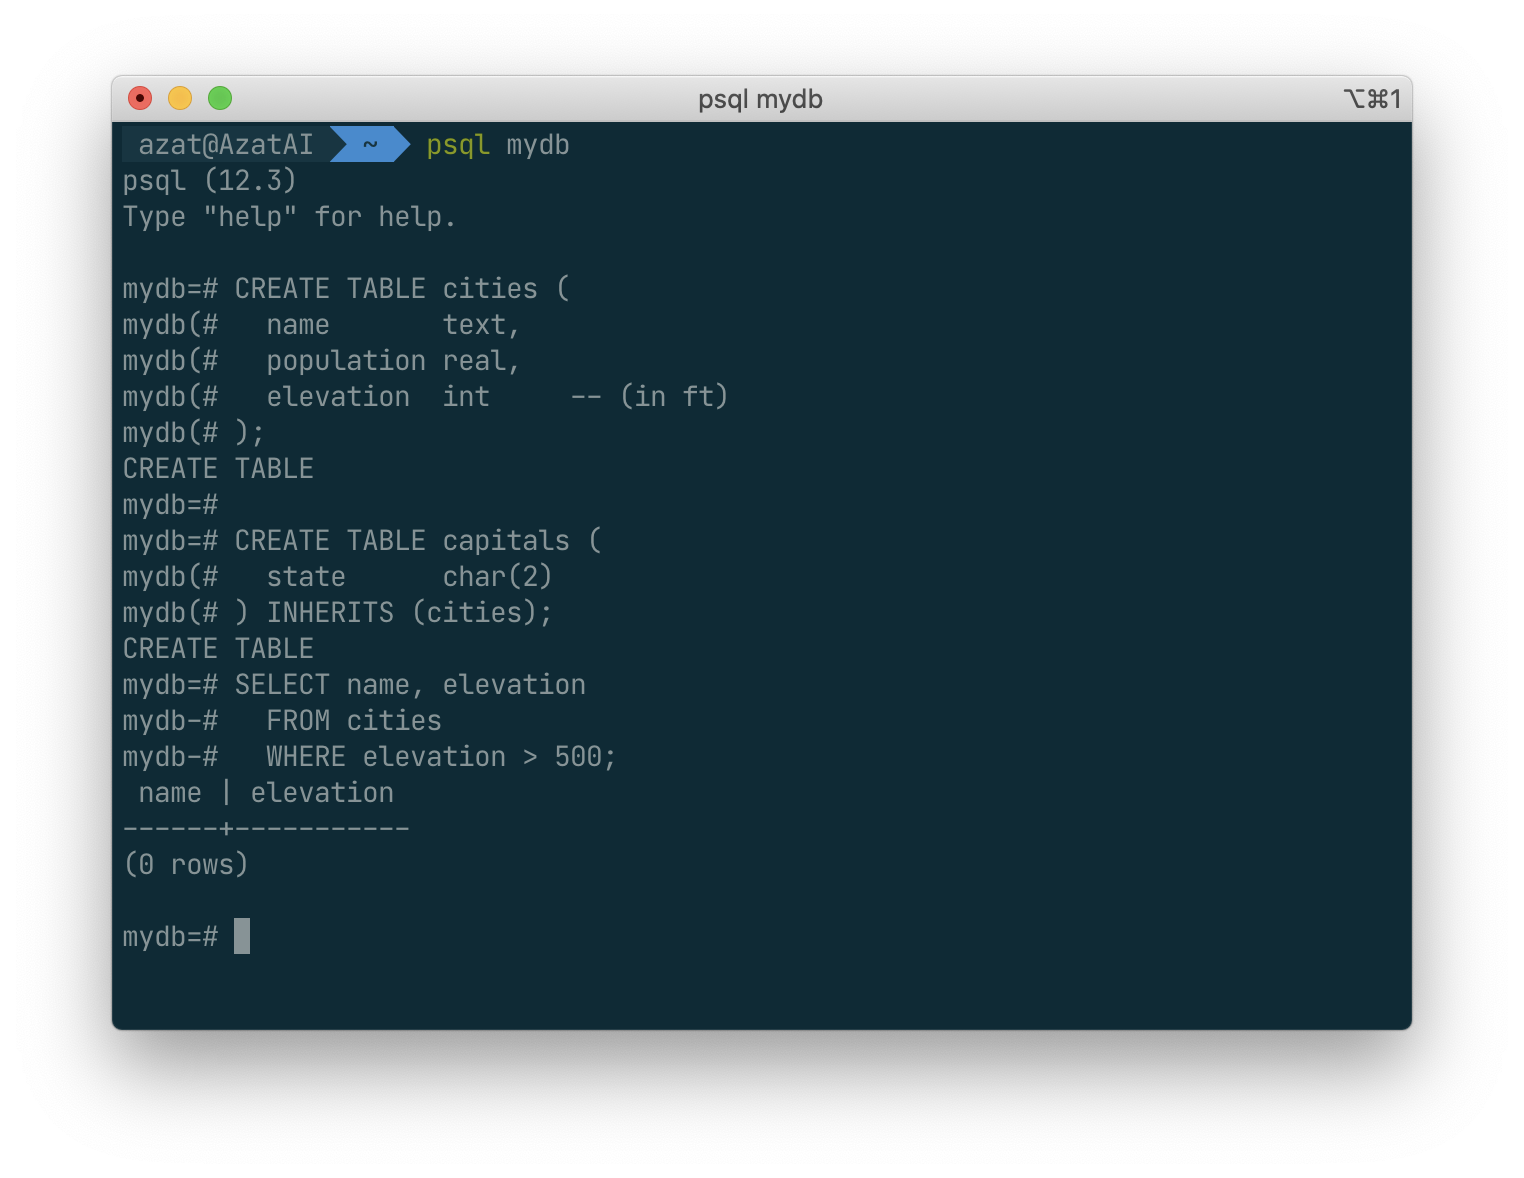 psql mydb
⌥⌘1
azat@AzatAI ~ psql mydb
psql (12.3)
Type "help" for help.

mydb=# CREATE TABLE cities (
mydb(#   name       text,
mydb(#   population real,
mydb(#   elevation  int     -- (in ft)
mydb(# );
CREATE TABLE
mydb=#
mydb=# CREATE TABLE capitals (
mydb(#   state      char(2)
mydb(# ) INHERITS (cities);
CREATE TABLE
mydb=# SELECT name, elevation
mydb-#   FROM cities
mydb-#   WHERE elevation > 500;
 name | elevation
------+-----------
(0 rows)

mydb=#